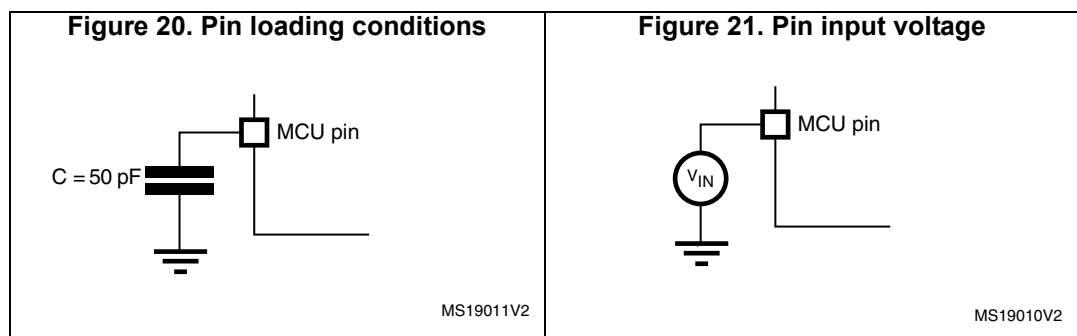 Figure 20. Pin loading conditions
MCU pin
C = 50 pF
MS19011V2
Figure 21. Pin input voltage
MCU pin
VIN
MS19010V2